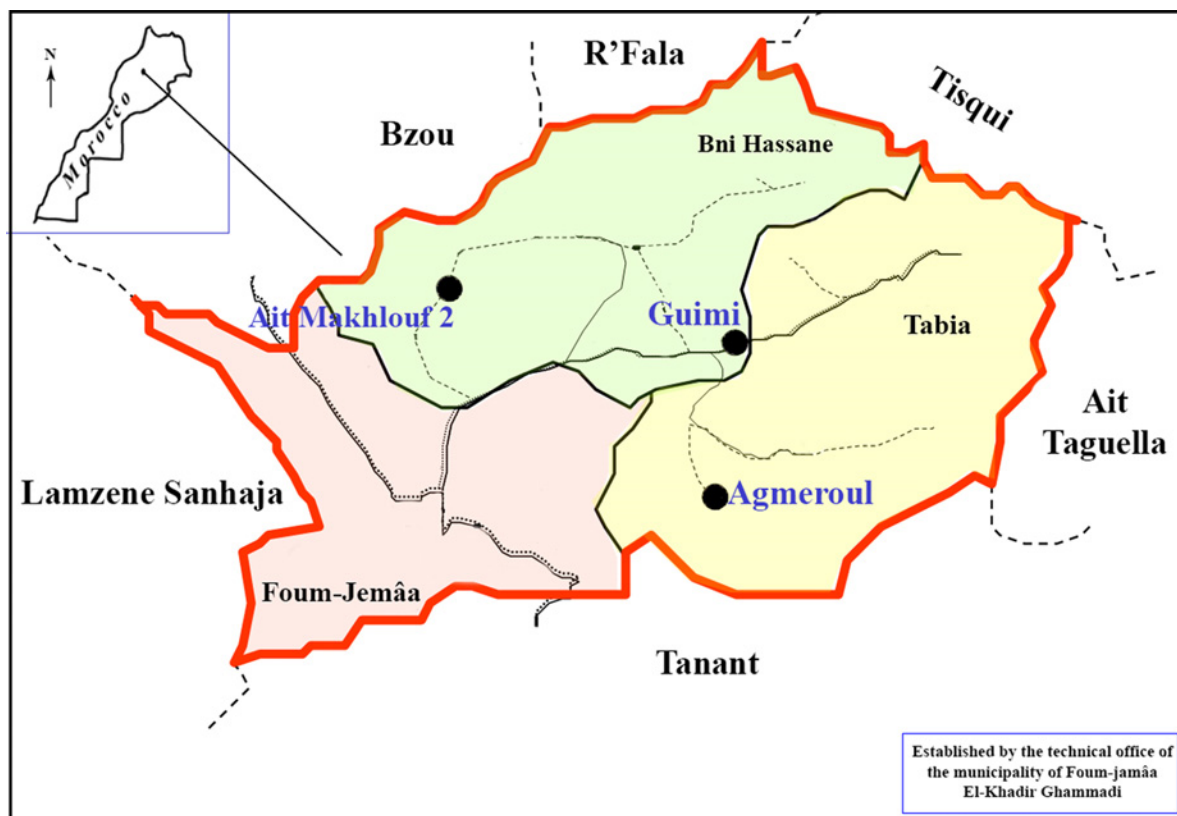 N
Morocco
R’Fala
Tisqui
Bzou
Bni Hassane
Guimi
Ait Makhlouf 2
Tabia
Ait
Taguella
Lamzene Sanhaja
Agmeroul
Foum-Jemâa
Tanant
Established by the technical office of
the municipality of Foum-jamâa
El-Khadir Ghammadi